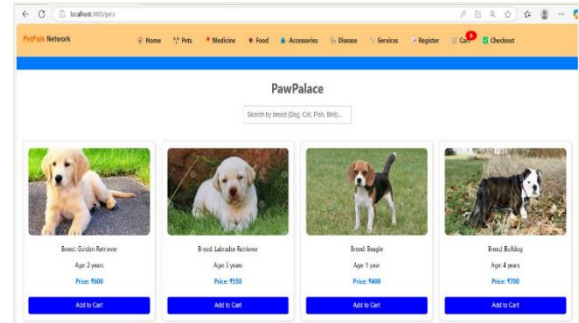 localhost:3000/pets
PetPals Network Home Pets Medicine Food Accessories Disease Services Register Cart Checkout
PawPalace
Search by breed (Dog, Cat, Fish, Bird)...
Breed: Golden Retriever Breed: Labrador Retriever Breed: Beagle Breed: Bulldog
Age: 2 years Age: 3 years Age: 1 year Age: 4 years
Price: ₹600 Price: ₹550 Price: ₹400 Price: ₹700
Add to Cart Add to Cart Add to Cart Add to Cart